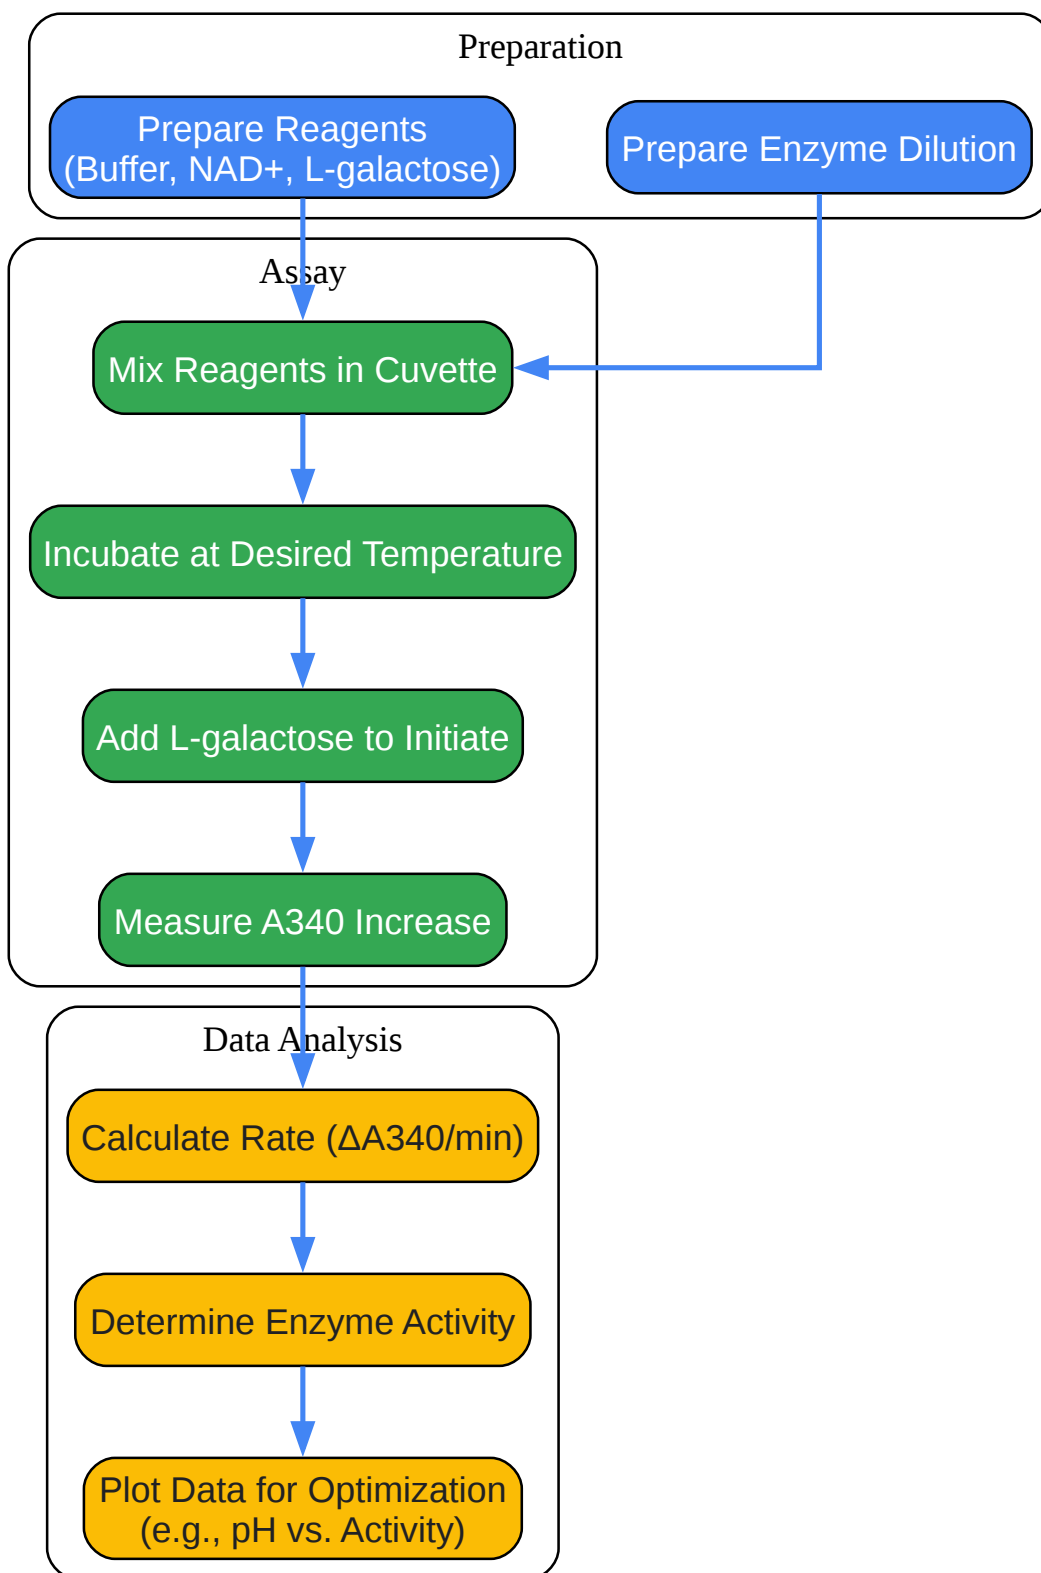 Preparation
Prepare Reagents
(Buffer, NAD+, L-galactose)
Prepare Enzyme Dilution
Assay
Mix Reagents in Cuvette
Incubate at Desired Temperature
Add L-galactose to Initiate
Measure A340 Increase
Data Analysis
Calculate Rate (ΔA340/min)
Determine Enzyme Activity
Plot Data for Optimization
(e.g., pH vs. Activity)